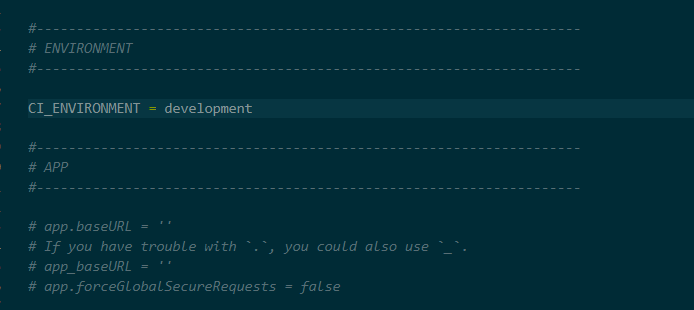 #--------------------------------------------------------------------
# ENVIRONMENT
#--------------------------------------------------------------------
CI_ENVIRONMENT = development
#--------------------------------------------------------------------
# APP
#--------------------------------------------------------------------
# app.baseURL = ''
# If you have trouble with `.`, you could also use `_`.
# app_baseURL = ''
# app.forceGlobalSecureRequests = false